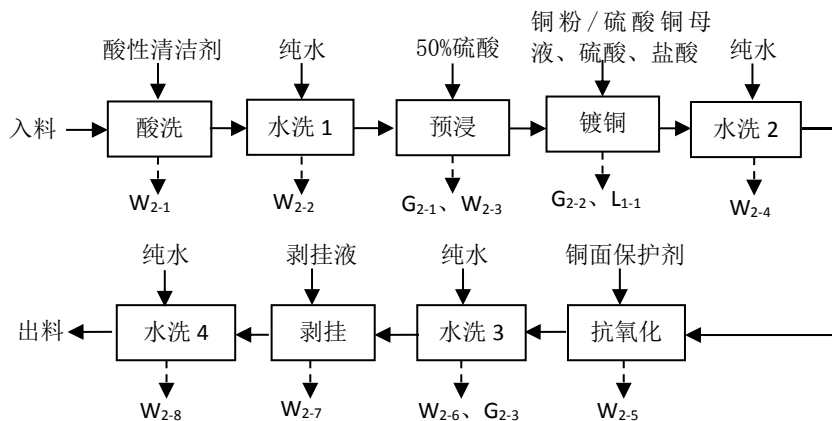 酸性清洁剂
纯水
50%硫酸
铜粉/硫酸铜母
液、硫酸、盐酸
纯水
入料
酸洗
水洗 1
预浸
镀铜
水洗 2
W2-1
W2-2
G2-1、W2-3
G2-2、L1-1
W2-4
纯水
剥挂液
纯水
铜面保护剂
出料
水洗 4
剥挂
水洗 3
抗氧化
W2-8
W2-7
W2-6、G2-3
W2-5